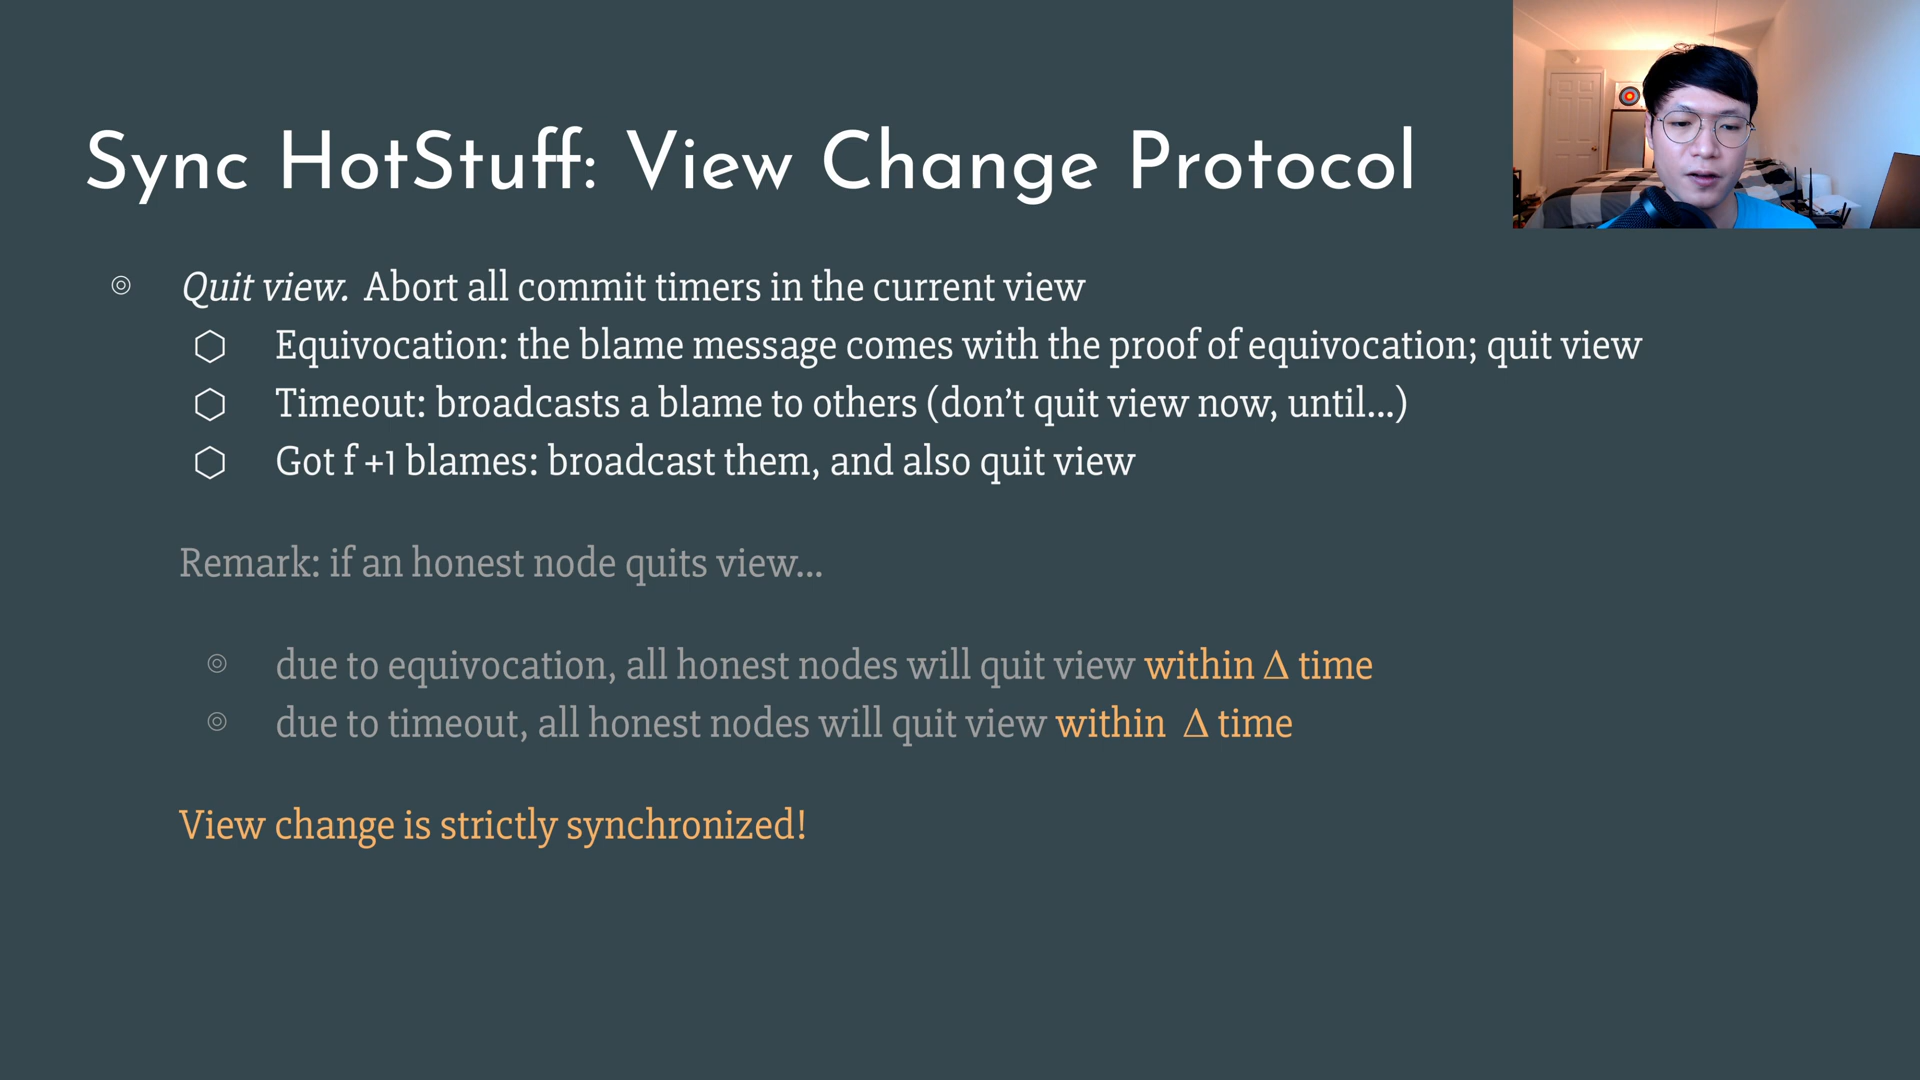 Sync HotStuff: View Change Protocol
Quit view. Abort all commit timers in the current view
Equivocation: the blame message comes with the proof of equivocation; quit view
Timeout: broadcasts a blame to others (don’t quit view now, until...)
Got f +1 blames: broadcast them, and also quit view
Remark: if an honest node quits view...
due to equivocation, all honest nodes will quit view within Δ time
due to timeout, all honest nodes will quit view within Δ time
View change is strictly synchronized!